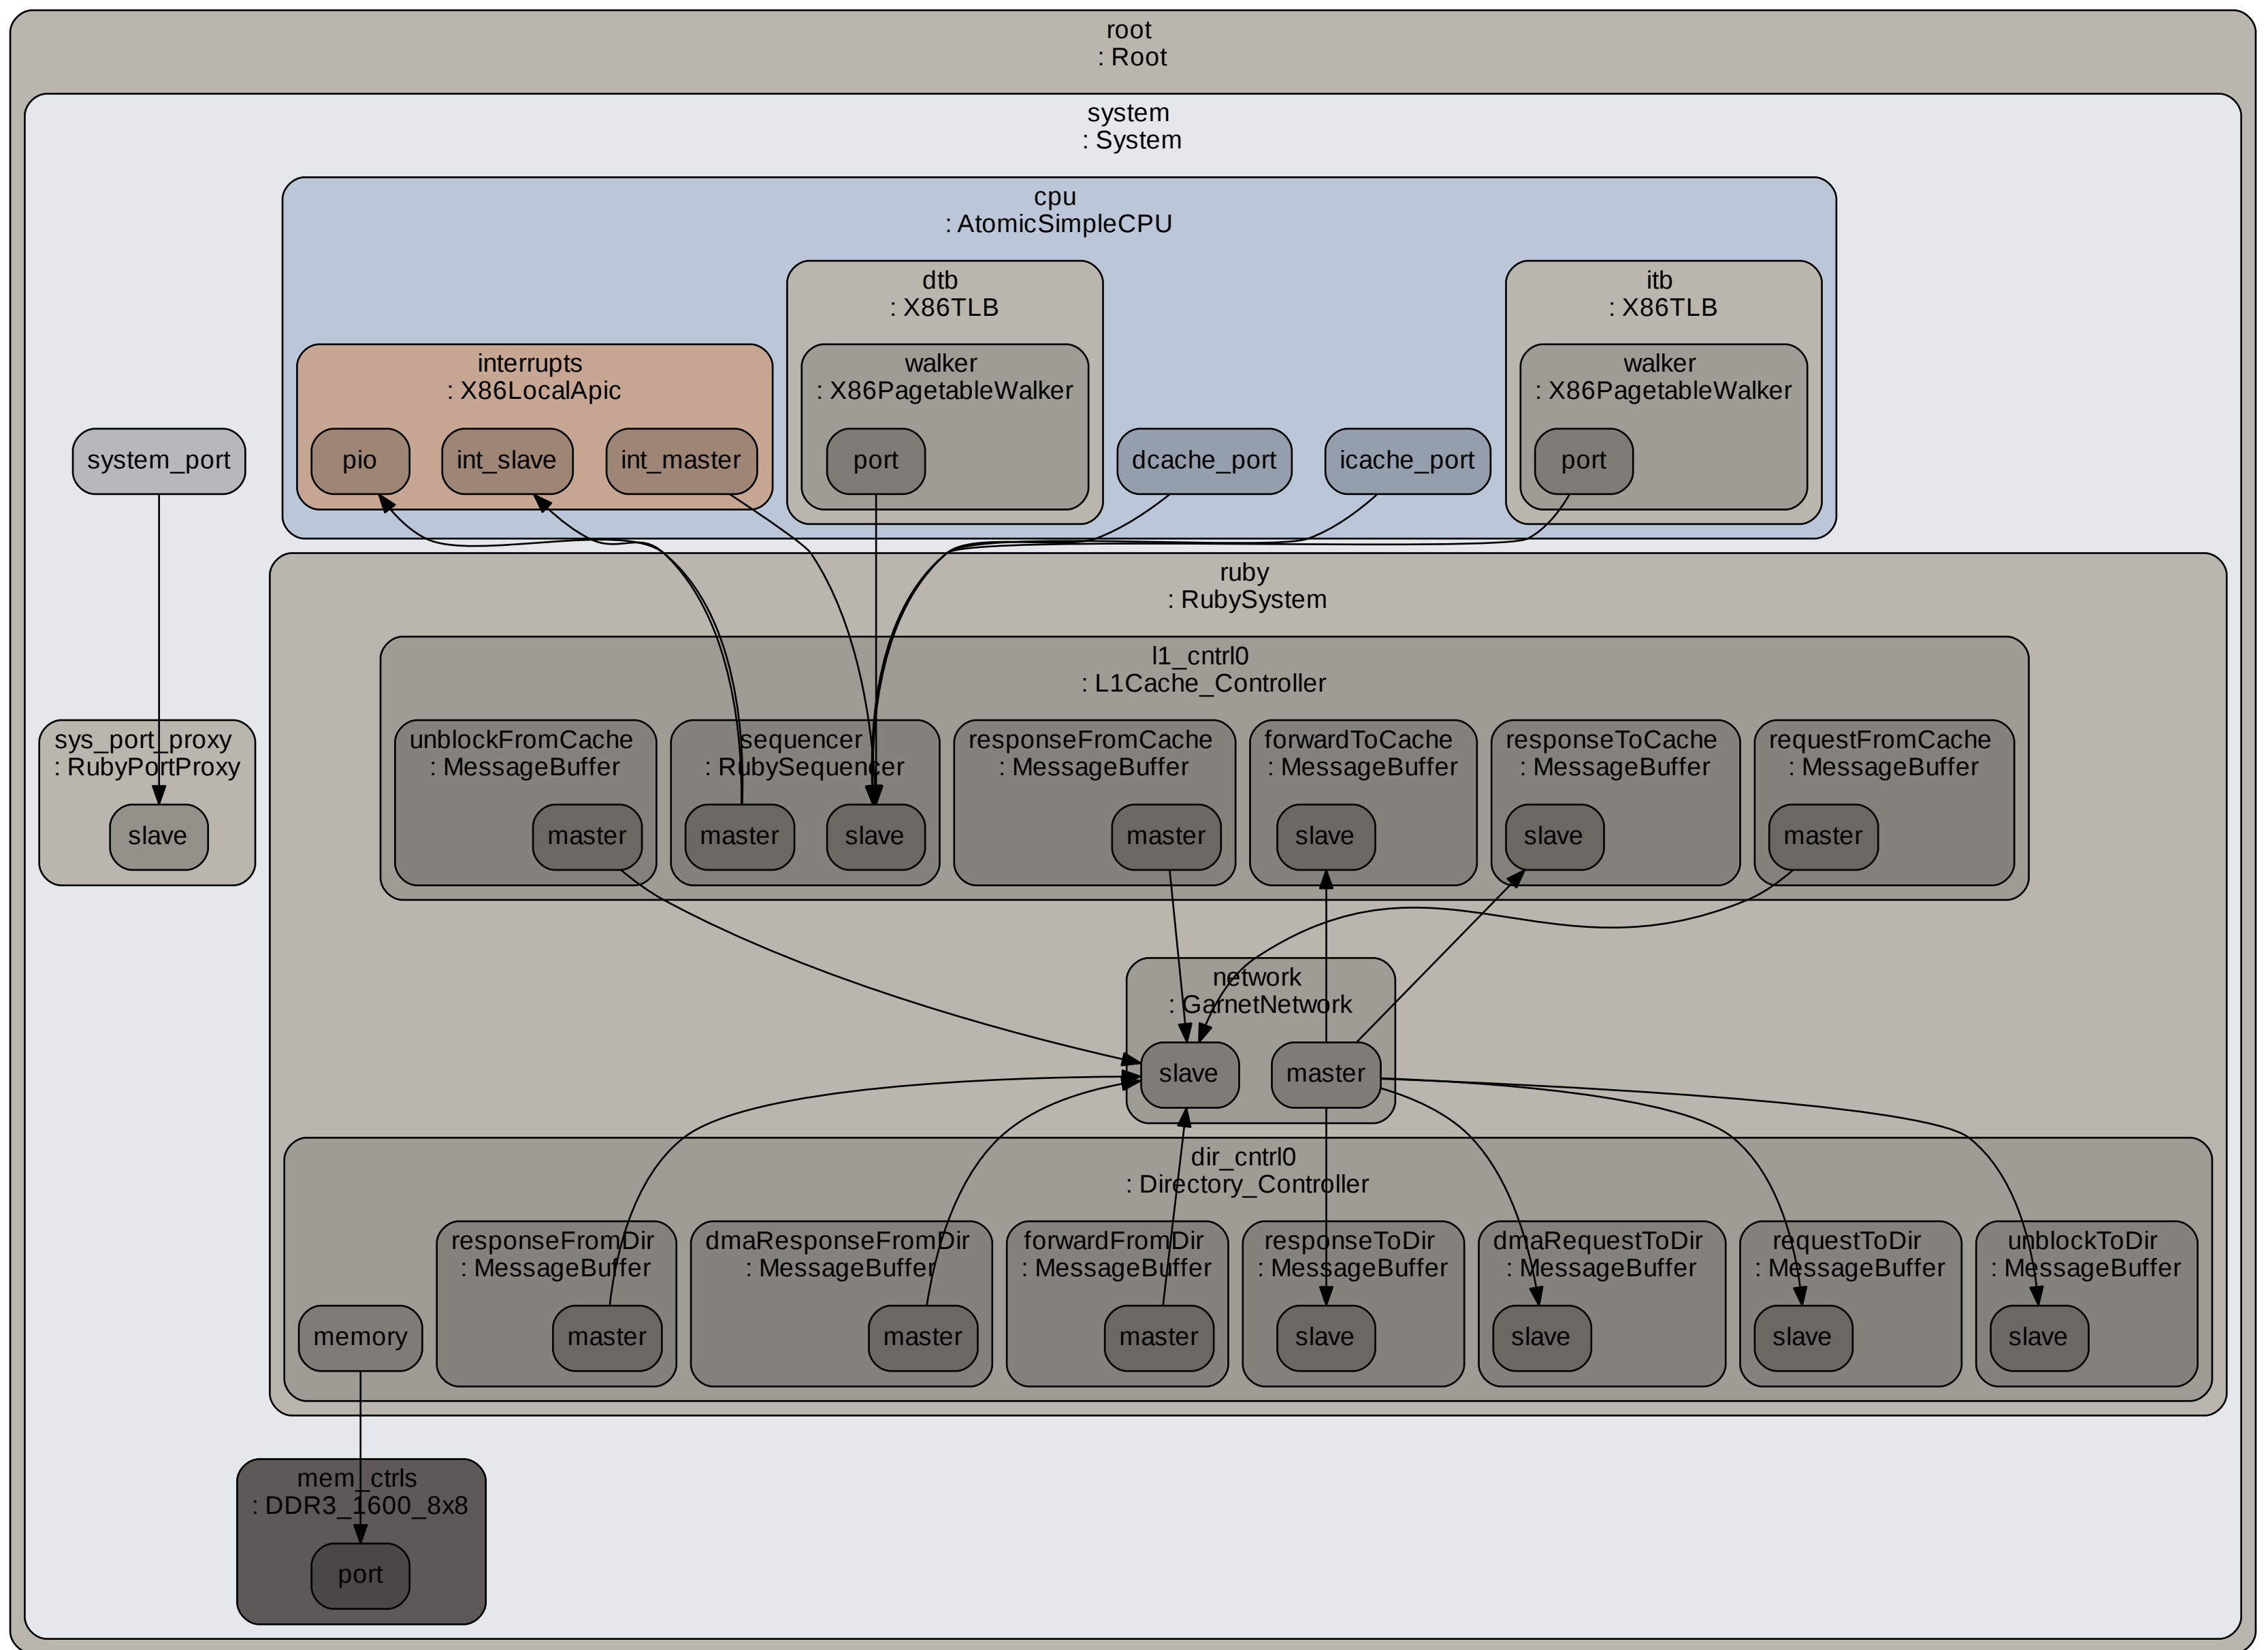 root
: Root
system
: System
cpu
: AtomicSimpleCPU
dtb
: X86TLB
itb
: X86TLB
interrupts
: X86LocalApic
walker
: X86PagetableWalker
walker
: X86PagetableWalker
system_port
pio
int_slave
int_master
port
dcache_port
icache_port
port
ruby
: RubySystem
l1_cntrl0
: L1Cache_Controller
sys_port_proxy
: RubyPortProxy
unblockFromCache
: MessageBuffer
sequencer
: RubySequencer
responseFromCache
: MessageBuffer
forwardToCache
: MessageBuffer
responseToCache
: MessageBuffer
requestFromCache
: MessageBuffer
slave
master
master
slave
master
slave
slave
master
network
: GarnetNetwork
slave
master
dir_cntrl0
: Directory_Controller
responseFromDir
: MessageBuffer
dmaResponseFromDir
: MessageBuffer
forwardFromDir
: MessageBuffer
responseToDir
: MessageBuffer
dmaRequestToDir
: MessageBuffer
requestToDir
: MessageBuffer
unblockToDir
: MessageBuffer
memory
master
master
master
slave
slave
slave
slave
mem_ctrls
: DDR3_1600_8x8
port